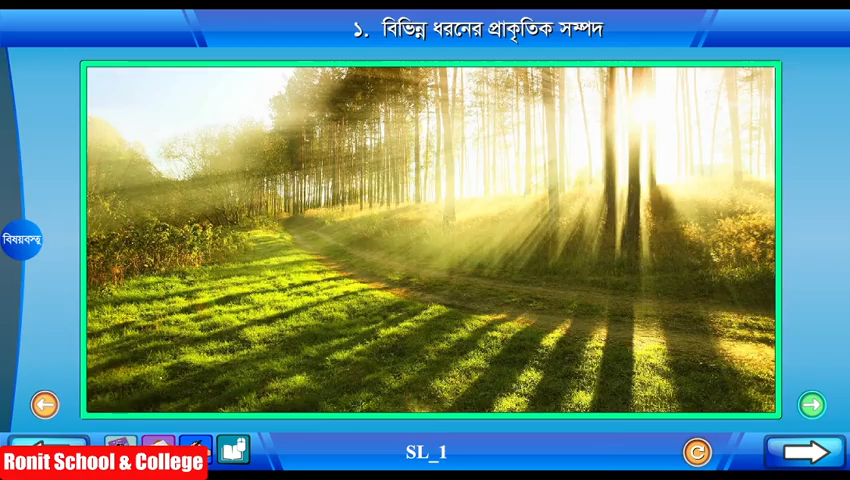 ১. বিভিন্ন ধরনের প্রাকৃতিক সম্পদ
বিষয়বস্তু
SL_1
Ronit School & College